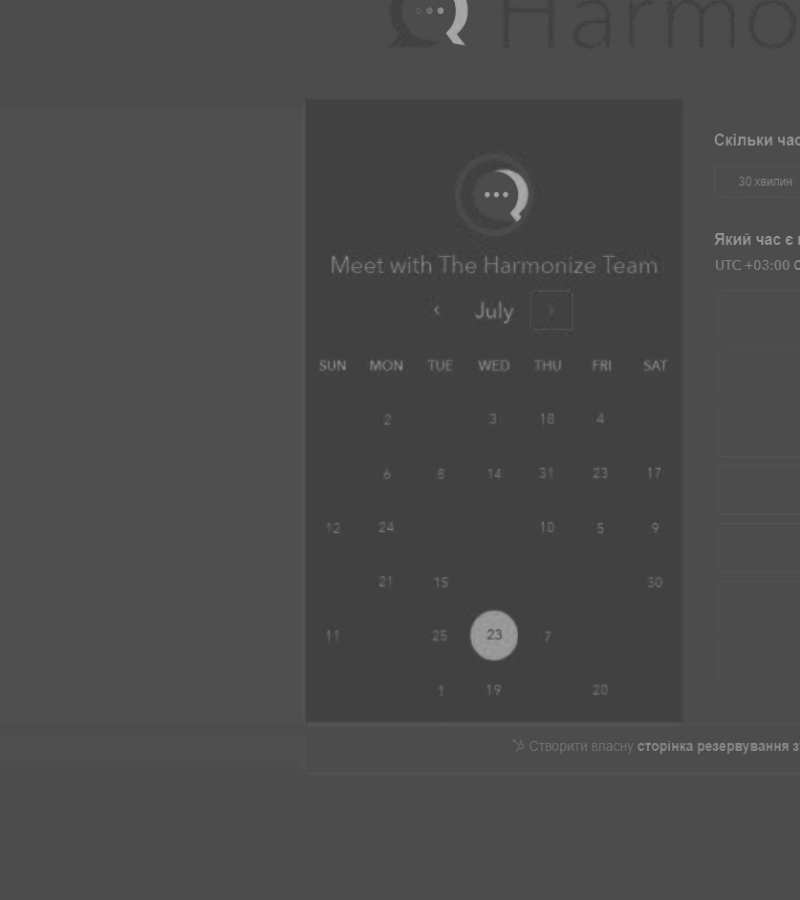 Harmo
Скільки час
30 хвилин
Meet with The Harmonize Team
Який час є
UTC +03:00
July
SUN MON TUE WED THU FRI SAT
2 3 18 4
6 8 14 31 23 17
12 24 10 5 9
21 15 30
11 25 23 7
1 19 20
Створити власну сторінка резервування